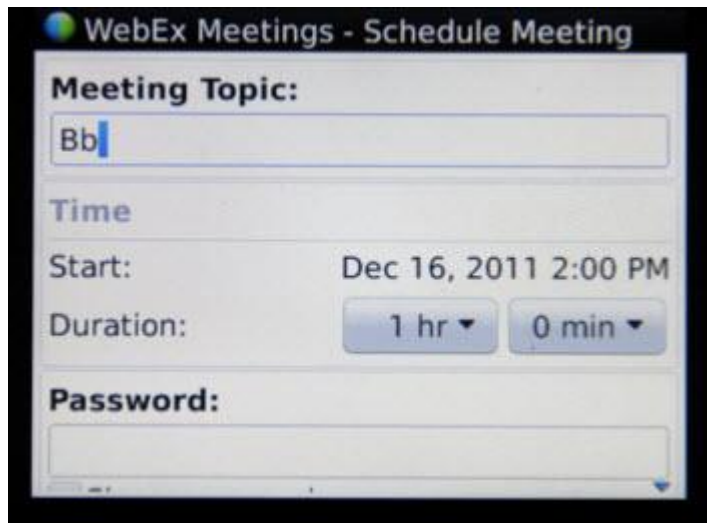 WebEx Meetings - Schedule Meeting
Meeting Topic:
Bb
Time
Start: Dec 16, 2011 2:00 PM
Duration: 1 hr 0 min
Password: